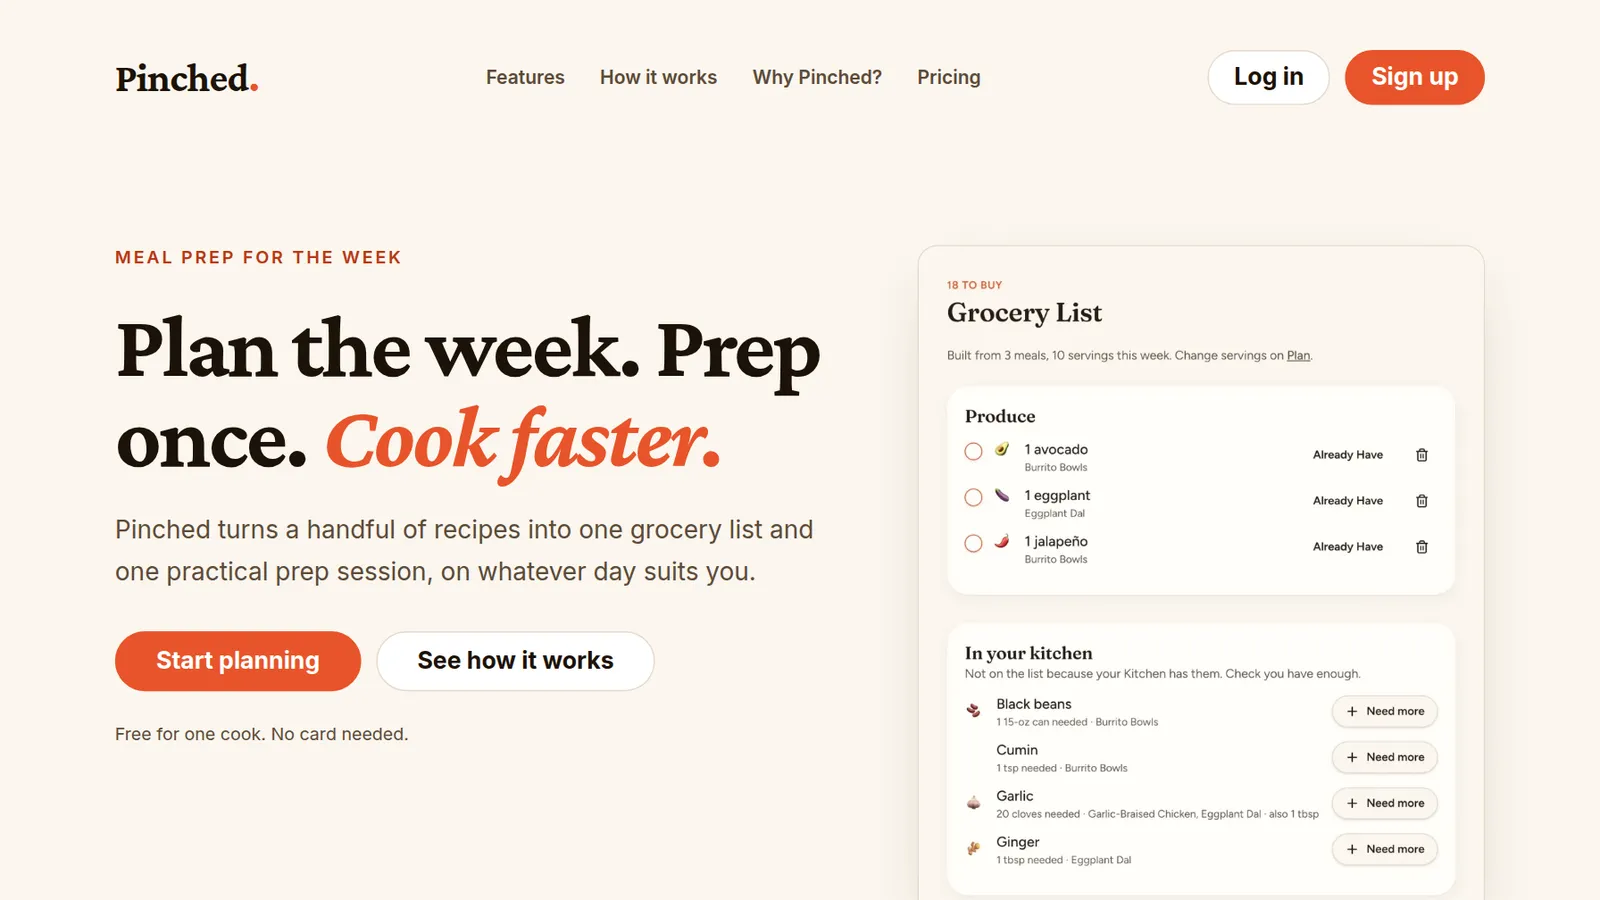 Pinched.
Features
How it works
Why Pinched?
Pricing
Log in
Sign up
MEAL PREP FOR THE WEEK
Plan the week. Prep
once. Cook faster.
Pinched turns a handful of recipes into one grocery list and
one practical prep session, on whatever day suits you.
Start planning
See how it works
Free for one cook. No card needed.
18 TO BUY
Grocery List
Built from 3 meals, 10 servings this week. Change servings on Plan.
Produce
1 avocado
Burrito Bowls
Already Have
1 eggplant
Eggplant Dal
Already Have
1 jalapeño
Burrito Bowls
Already Have
In your kitchen
Not on the list because your Kitchen has them. Check you have enough.
Black beans
1 15-oz can needed · Burrito Bowls
+ Need more
Cumin
1 tsp needed · Burrito Bowls
+ Need more
Garlic
20 cloves needed · Garlic-Braised Chicken, Eggplant Dal · also 1 tbsp
+ Need more
Ginger
1 tbsp needed · Eggplant Dal
+ Need more